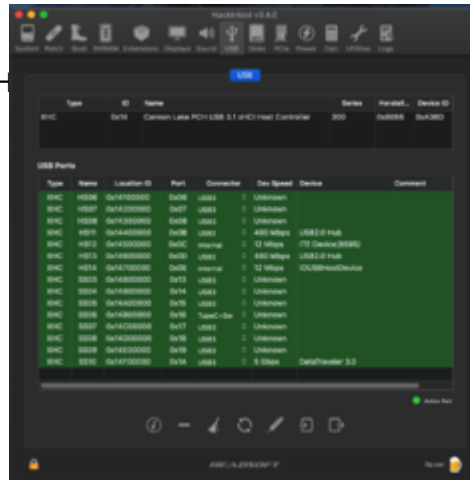 Hackintool v3.4.0
System Patch Boot NVRAM Extensions Displays Sound USB Disks PCIe Power Calc Utilities Logs
USB
Type ID Name Series Device ID
XHC 0x14 Cannon Lake PCH USB 3.1 xHCI Host Controller 300 0x8086 0xA36D
USB Ports
Type Name Location ID Port Connector Dev Speed Device Comment
XHC HS06 0x14100000 0x06 USB3 Unknown
XHC HS07 0x14200000 0x07 USB3 Unknown
XHC HS08 0x14300000 0x08 USB3 Unknown
XHC HS11 0x14400000 0x0B USB3 480 Mbps USB2.0 Hub
XHC HS12 0x14500000 0x0C Internal 12 Mbps
XHC HS13 0x14600000 0x0D USB3 480 Mbps USB2.0 Hub
XHC HS14 0x14700000 0x0E Internal 12 Mbps IOUSBHostDevice
XHC SS03 0x14800000 0x13 USB3 Unknown
XHC SS04 0x14900000 0x14 USB3 Unknown
XHC SS05 0x14A00000 0x15 USB3 Unknown
XHC SS06 0x14B00000 0x16 TypeC+Sw Unknown
XHC SS07 0x14C00000 0x17 USB3 Unknown
XHC SS08 0x14D00000 0x18 USB3 Unknown
XHC SS09 0x14E00000 0x19 USB3 Unknown
XHC SS10 0x14F00000 0x1A USB3 5 Gbps DataTraveler 3.0
Active Port
HEADSOFT